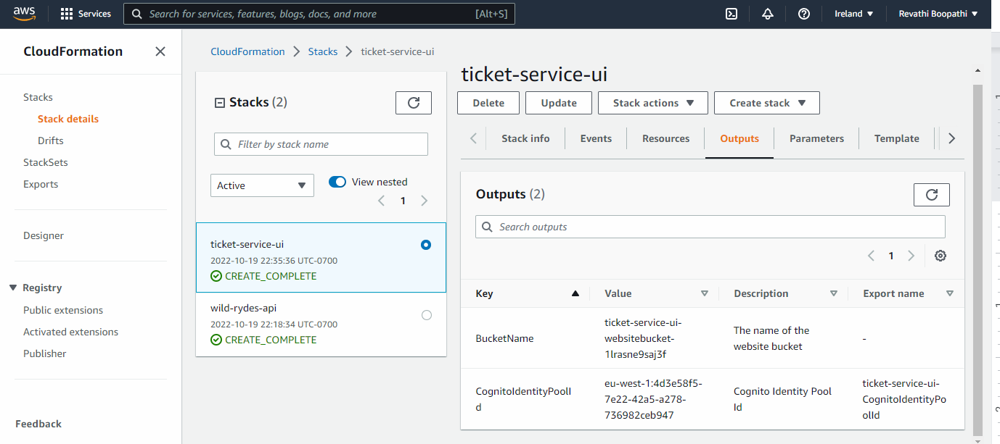 aws
Services
Search for services, features, blogs, docs, and more
[Alt+S]
Ireland
Revathi Boopathi
CloudFormation
Stacks
Stack details
Drifts
StackSets
Exports
Designer
Registry
Public extensions
Activated extensions
Publisher
Feedback
CloudFormation
Stacks
ticket-service-ui
Stacks (2)
Filter by stack name
Active
View nested
1
ticket-service-ui
2022-10-19 22:35:36 UTC-0700
CREATE_COMPLETE
wild-rydes-api
2022-10-19 22:18:34 UTC-0700
CREATE_COMPLETE
ticket-service-ui
Delete
Update
Stack actions
Create stack
Stack info
Events
Resources
Outputs
Parameters
Template
Outputs (2)
Search outputs
1
Key
Value
Description
Export name
BucketName
ticket-service-ui-
websitebucket-
1lrasne9saj3f
The name of the
website bucket
-
CognitoIdentityPoolI
d
eu-west-1:4d3e58f5-
7e22-42a5-a278-
736982ceb947
Cognito Identity Pool
Id
ticket-service-ui-
CognitoIdentityPo
olId